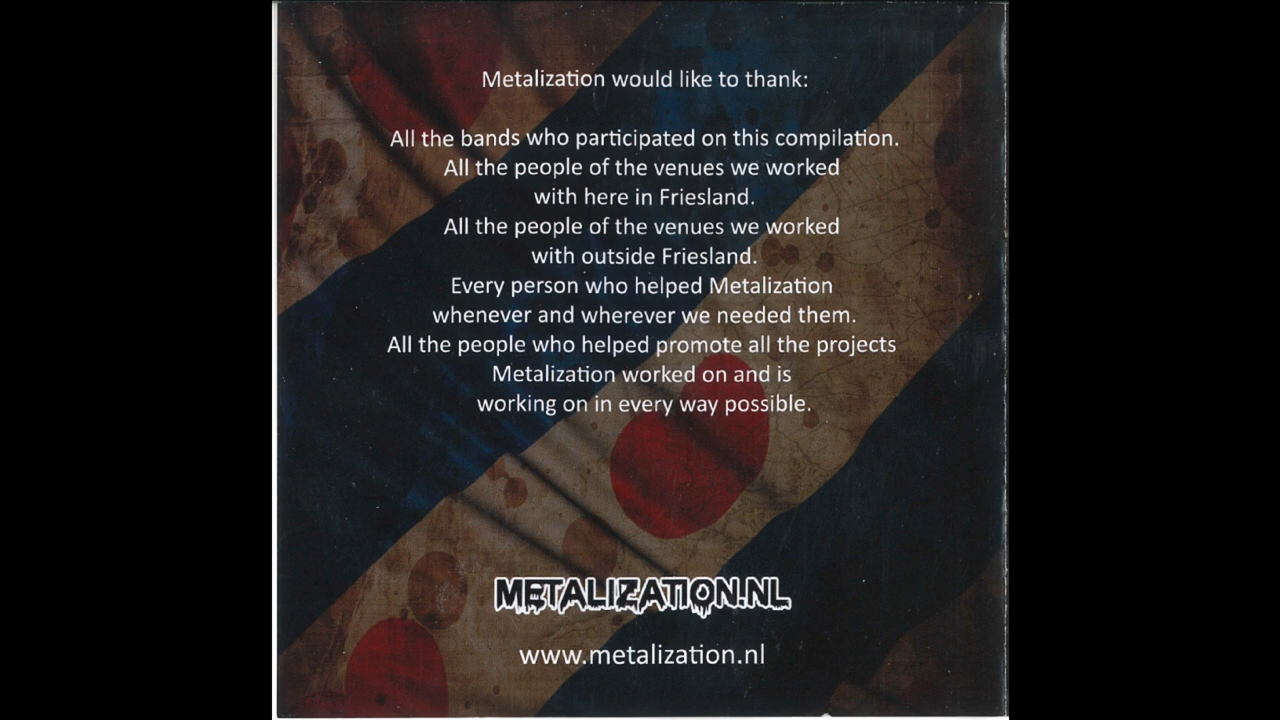 Metalization would like to thank:
All the bands who participated on this compilation.
All the people of the venues we worked
with here in Friesland.
All the people of the venues we worked
with outside Friesland.
Every person who helped Metalization
whenever and wherever we needed them.
All the people who helped promote all the projects
Metalization worked on and is
working on in every way possible.
METALIZATION.NL
www.metalization.nl